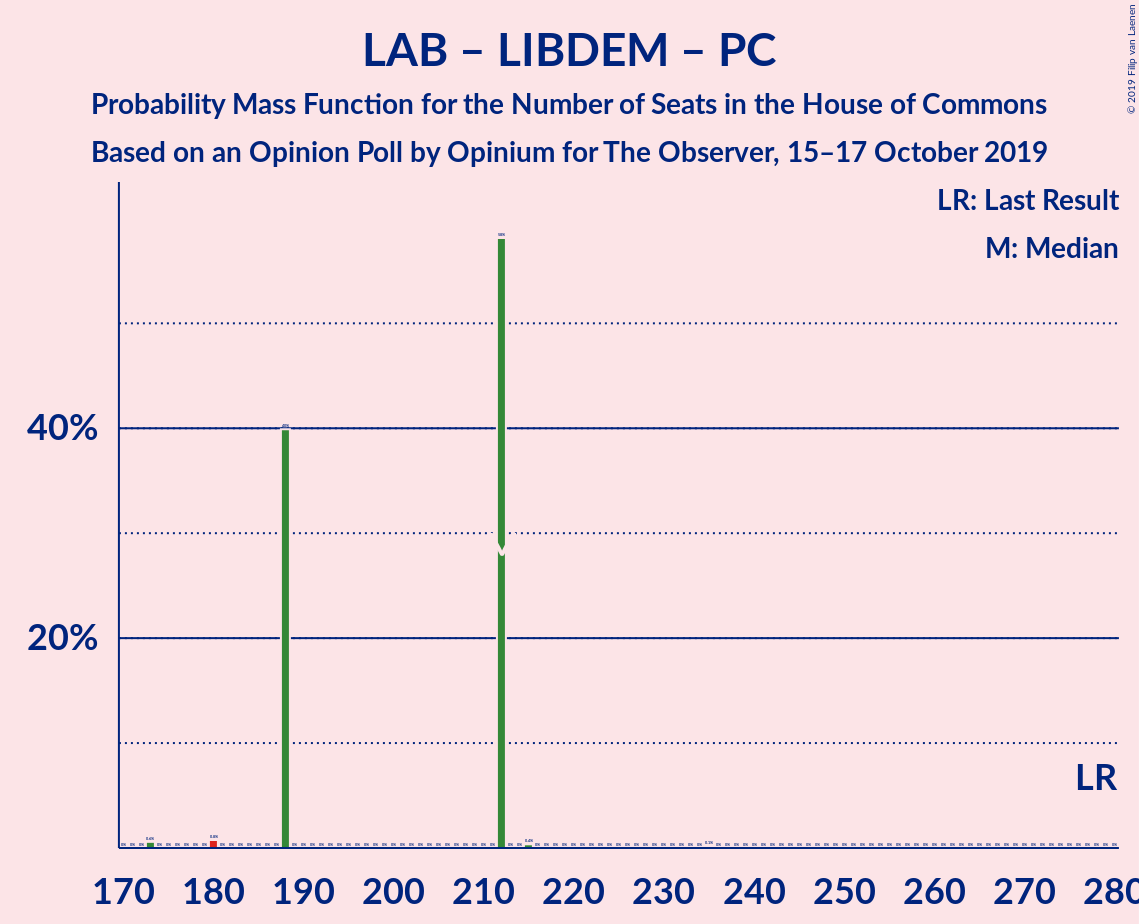 LAB – LIBDEM – PC
Probability Mass Function for the Number of Seats in the House of Commons
Based on an Opinion Poll by Opinium for The Observer, 15–17 October 2019
© 2019 Filip van Laenen
LR: Last Result
M: Median
40%
20%
LR
170 180 190 200 210 220 230 240 250 260 270 280